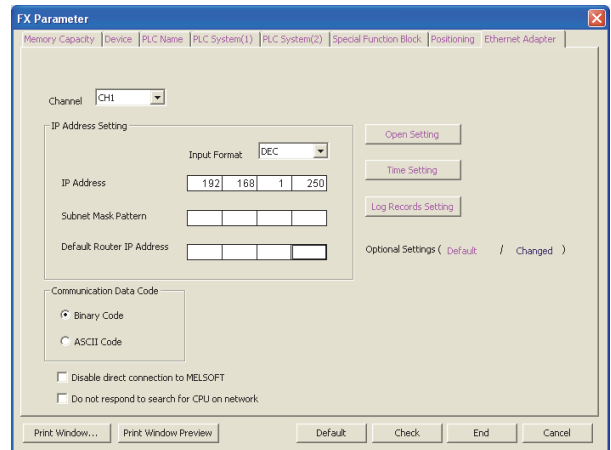 FX Parameter
Memory Capacity Device PLC Name PLC System(1) PLC System(2) Special Function Block Positioning Ethernet Adapter
Channel CH1
IP Address Setting
Input Format DEC
IP Address 192 168 1 250
Subnet Mask Pattern
Default Router IP Address
Open Setting
Time Setting
Log Records Setting
Optional Settings ( Default / Changed )
Communication Data Code
Binary Code
ASCII Code
Disable direct connection to MELSOFT
Do not respond to search for CPU on network
Print Window... Print Window Preview Default Check End Cancel